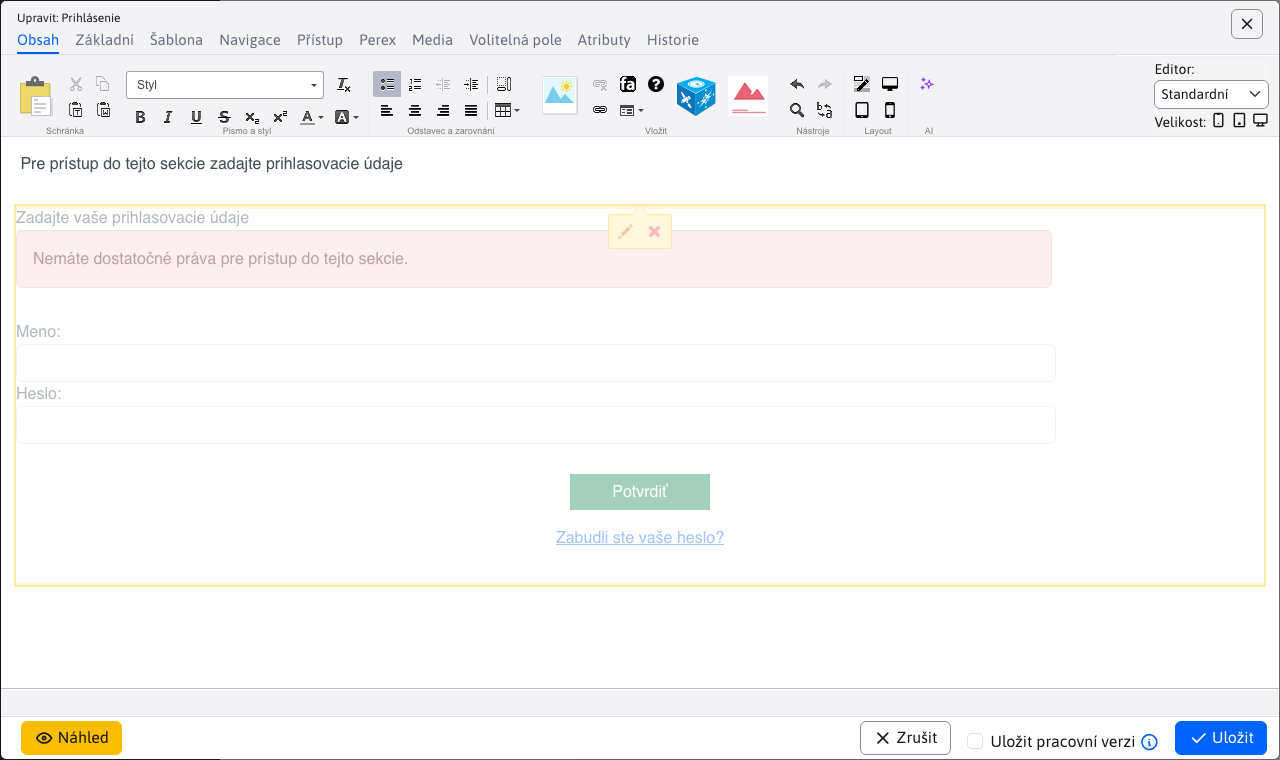 Upravit: Prihlásenie
Obsah Základní Šablona Navigace Přístup Perex Media Volitelná pole Atributy Historie
Styl
Schránka Písmo a styl Odstavec a zarovnání Vložit Nástroje Layout AI
Editor:
Standardní
Velikost:
Pre prístup do tejto sekcie zadajte prihlasovacie údaje
Zadajte vaše prihlasovacie údaje
Nemáte dostatočné práva pre prístup do tejto sekcie.
Meno:
Heslo:
Potvrdiť
Zabudli ste vaše heslo?
Náhled Zrušit Uložit pracovní verzi Uložit